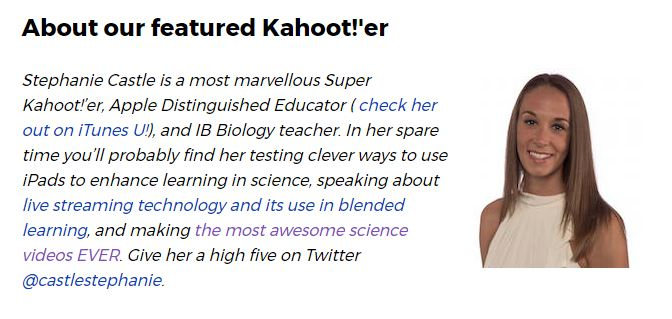 About our featured Kahoot!'er
Stephanie Castle is a most marvellous Super
Kahoot!'er, Apple Distinguished Educator ( check her
out on iTunes U!), and IB Biology teacher. In her spare
time you'll probably find her testing clever ways to use
iPads to enhance learning in science, speaking about
live streaming technology and its use in blended
learning, and making the most awesome science
videos EVER. Give her a high five on Twitter
@castlestephanie.